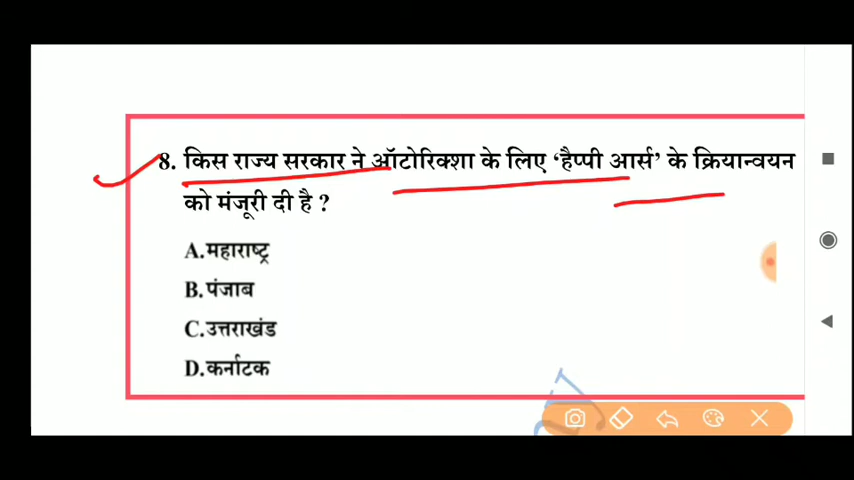 8. किस राज्य सरकार ने ऑटोरिक्शा के लिए ‘हैप्पी आर्स’ के क्रियान्वयन
को मंजूरी दी है ?
A.महाराष्ट्र
B.पंजाब
C.उत्तराखंड
D.कर्नाटक